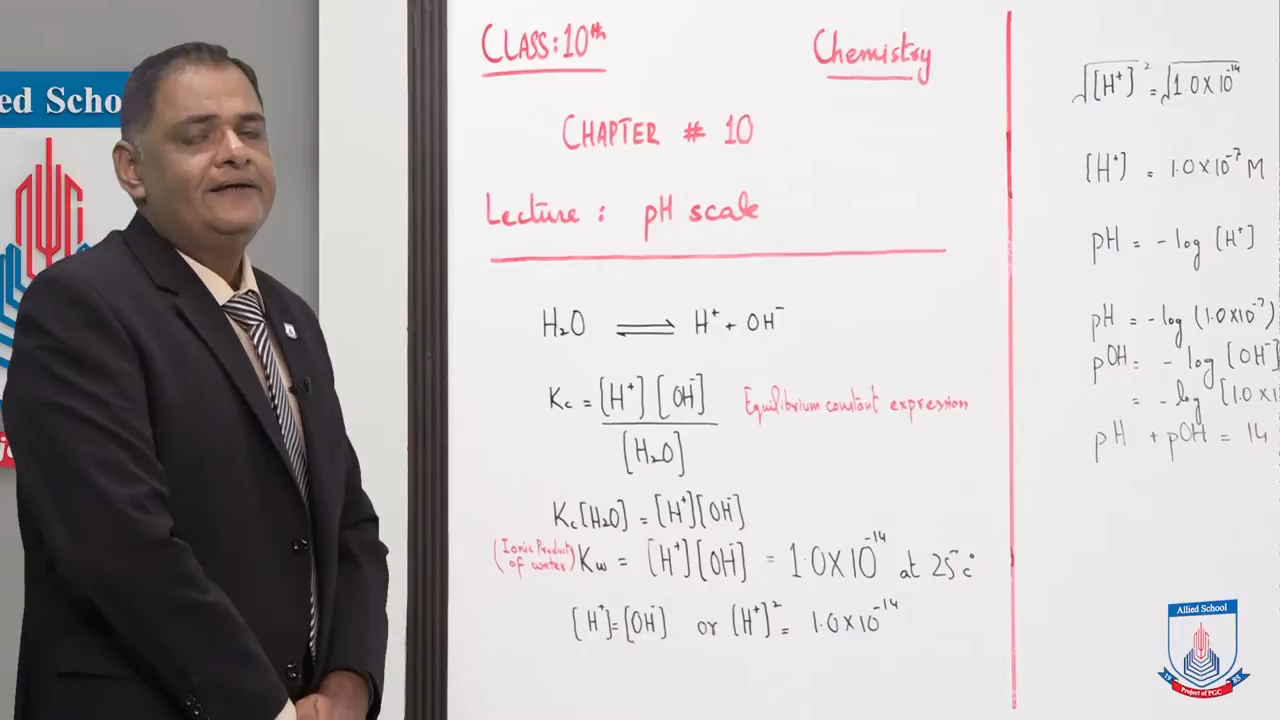 CLASS: 10th
Chemistry
CHAPTER # 10
Lecture : pH scale
H₂O ⇌ H⁺ + OH⁻
Kc = [H⁺][OH⁻] / [H₂O]
Equilibrium constant expression
Kc[H₂O] = [H⁺][OH⁻]
(Ionic Product of water) Kw = [H⁺][OH⁻] = 1.0×10⁻¹⁴ at 25°C
[H⁺]=[OH⁻] or [H⁺]² = 1.0×10⁻¹⁴
√[H⁺]² = √1.0×10⁻¹⁴
[H⁺] = 1.0×10⁻⁷ M
pH = -log [H⁺]
pH = -log (1.0×10⁻⁷)
pOH = -log [OH⁻]
= -log [1.0×1
pH + pOH = 14
ed Scho
Allied School
19 85
Project of PGC